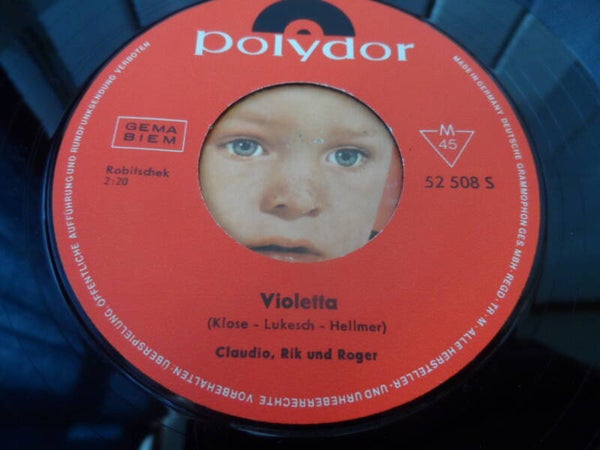 polydor
GEMA
BIEM
Robitschek
2:20
M
45
52 508 S
Violetta
(Klose - Lukesch - Hellmer)
Claudio, Rik und Roger
MADE IN GERMANY DEUTSCHE GRAMMOPHON GES. MBH · REGD · TR · M · ALLE HERSTELLER- UND URHEBERRECHTE VORBEHALTEN ÜBERSPIELUNG, ÖFFENTLICHE AUFFÜHRUNG UND RUNDFUNKSENDUNG VERBOTEN